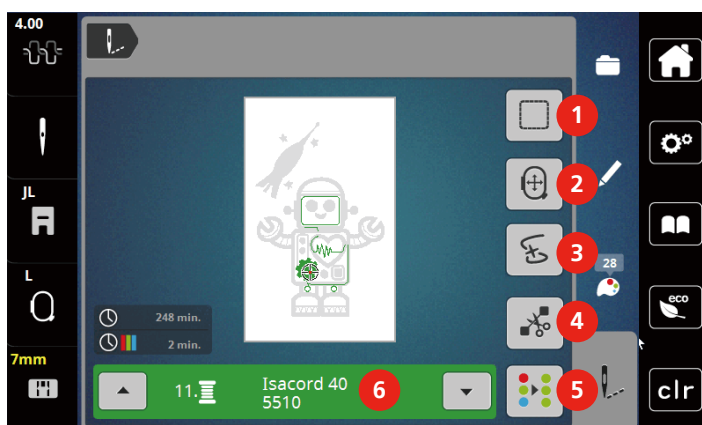 4.00
JL
L
7mm
248 min.
2 min.
11.
Isacord 40
5510
1
2
3
4
5
6
28
eco
clr